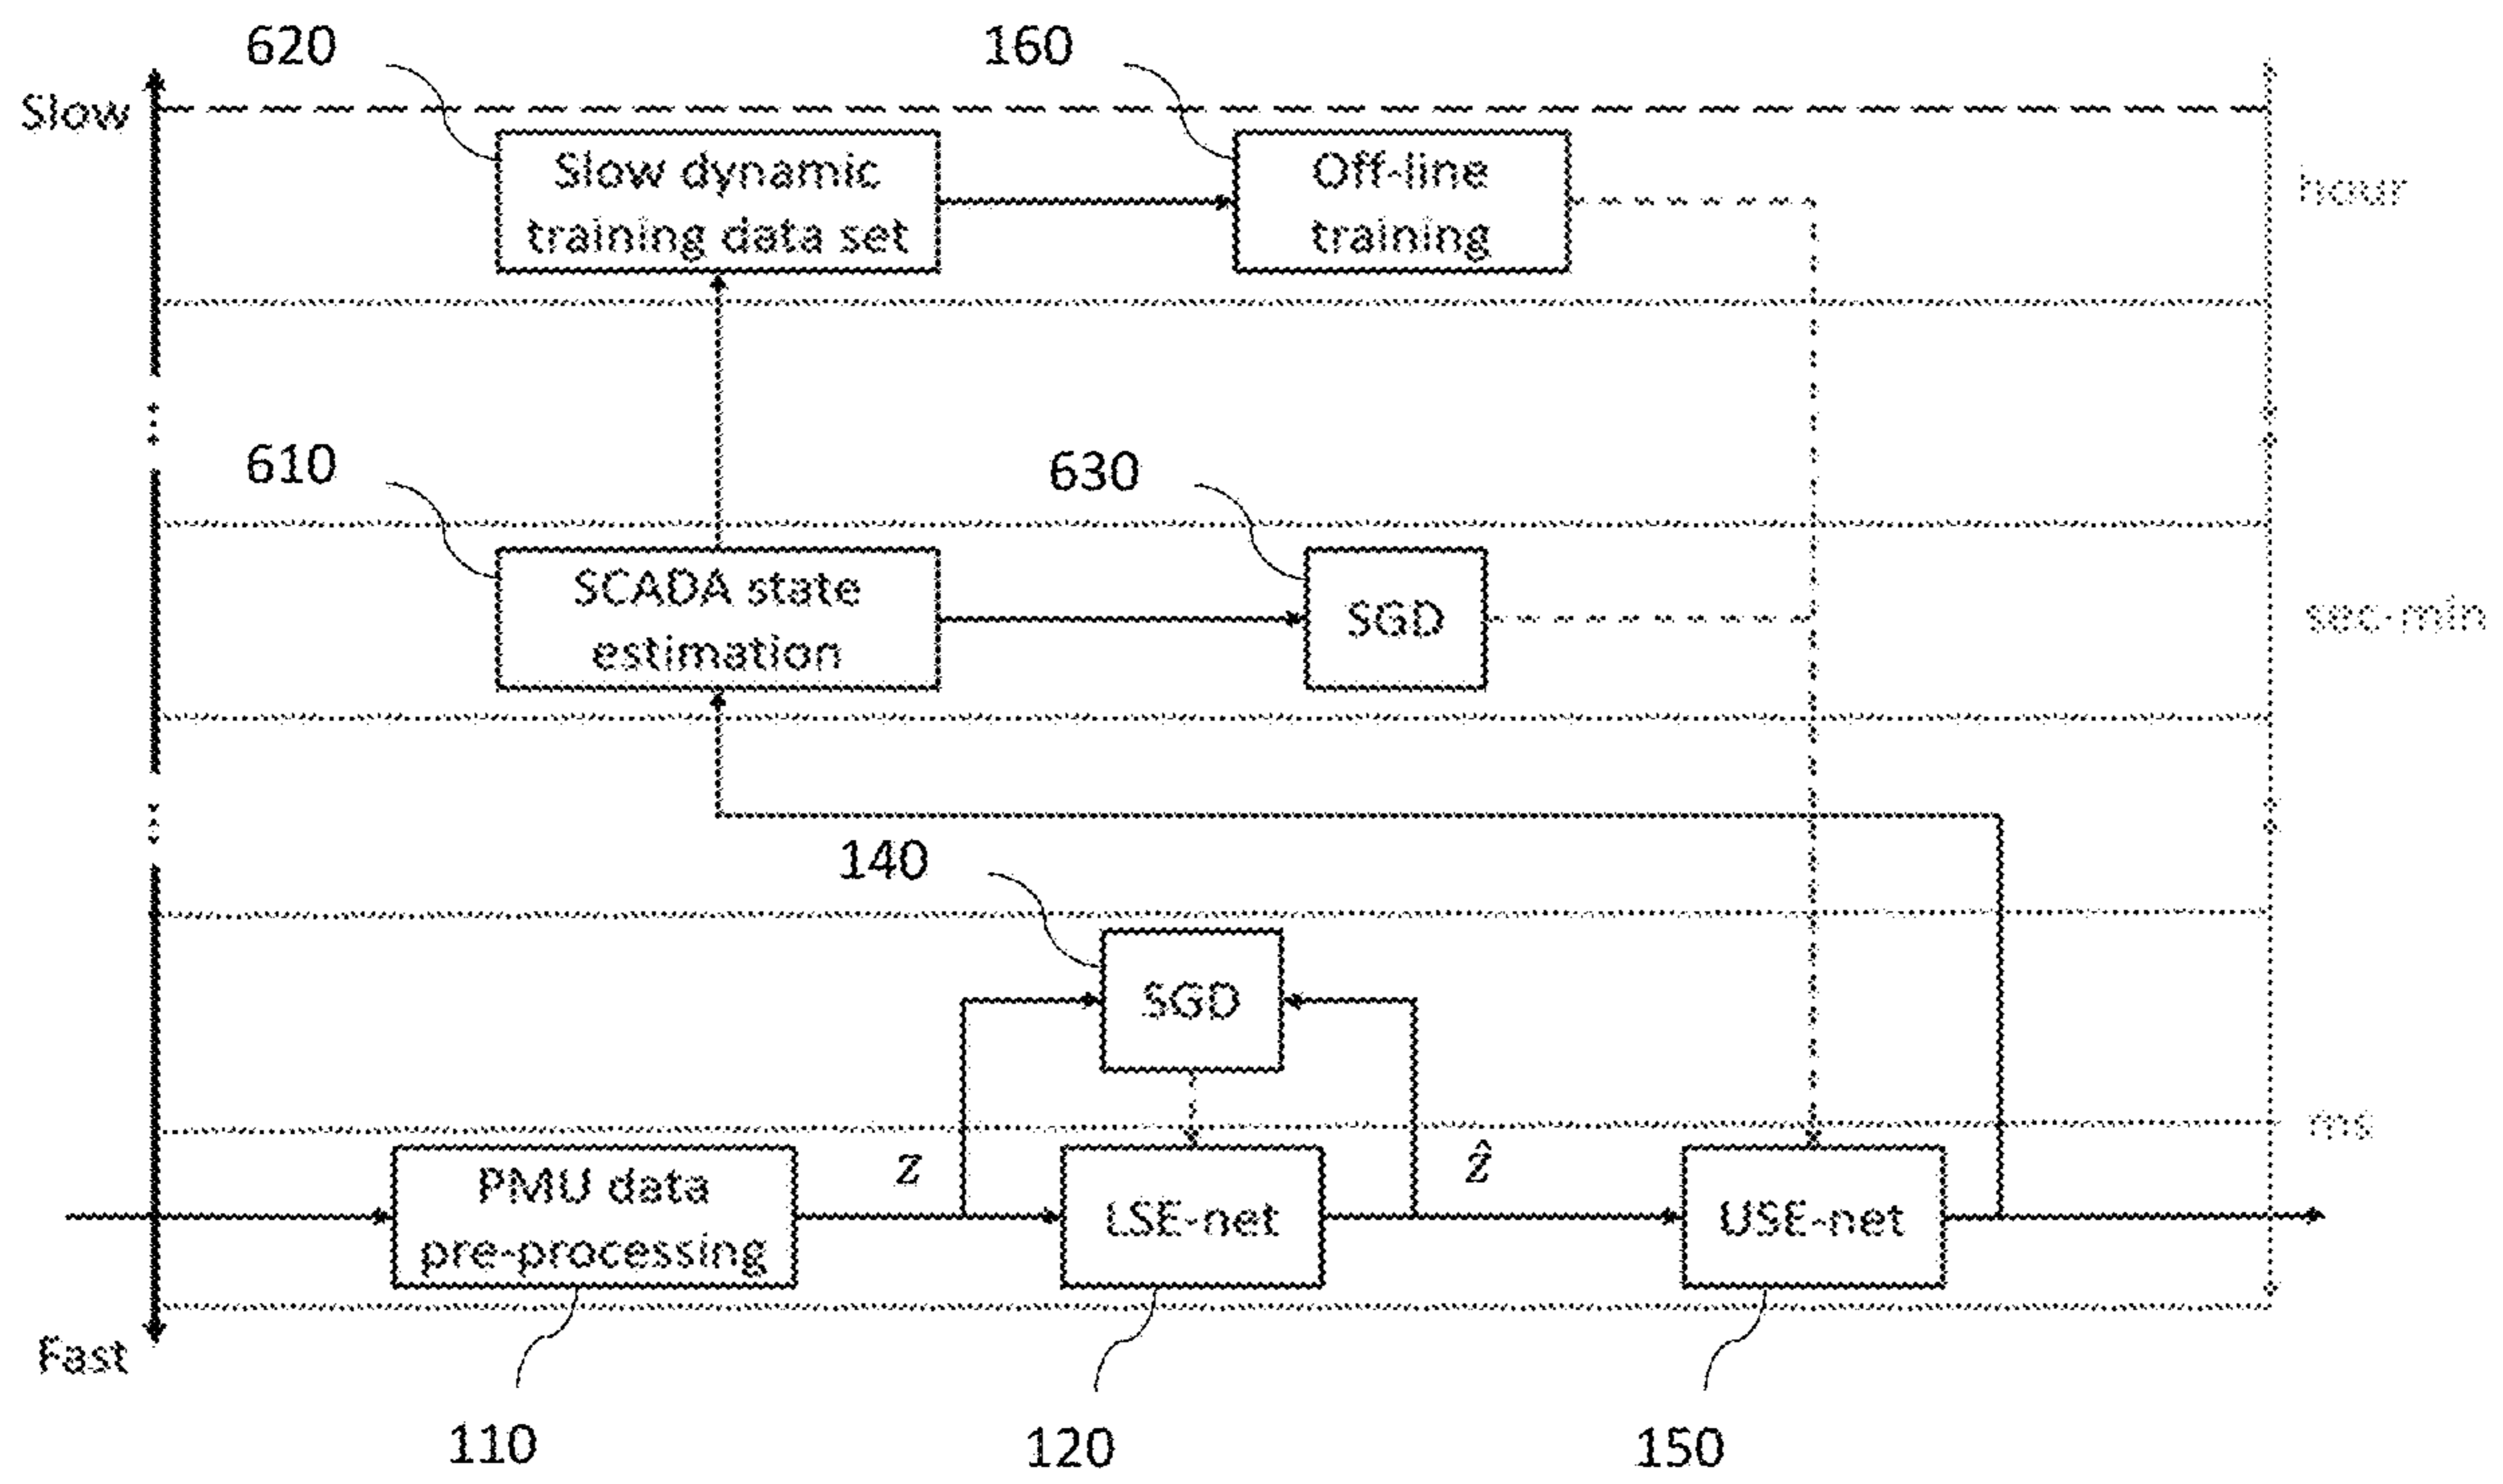 620
160
Slow
Slow dynamic
training data set
Off-line
training
hour
610
630
SCADA state
estimation
SGD
sec-min
140
SGD
ms
PMU data
pre-processing
z
LSE-net
ẑ
USE-net
Fast
110
120
150